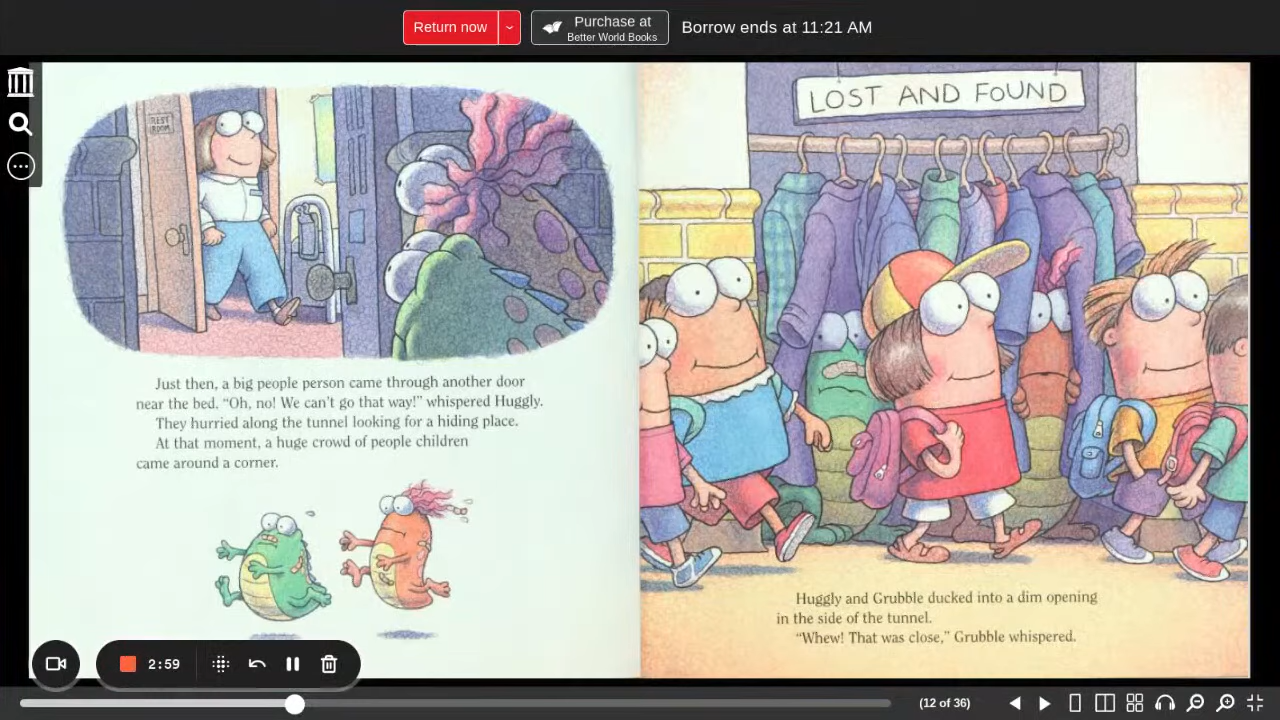 Return now
Purchase at
Better World Books
Borrow ends at 11:21 AM
REST
ROOM
LOST AND FOUND
Just then, a big people person came through another door
near the bed. “Oh, no! We can’t go that way!” whispered Huggly.
They hurried along the tunnel looking for a hiding place.
At that moment, a huge crowd of people children
came around a corner.
Huggly and Grubble ducked into a dim opening
in the side of the tunnel.
“Whew! That was close,” Grubble whispered.
2:59
(12 of 36)